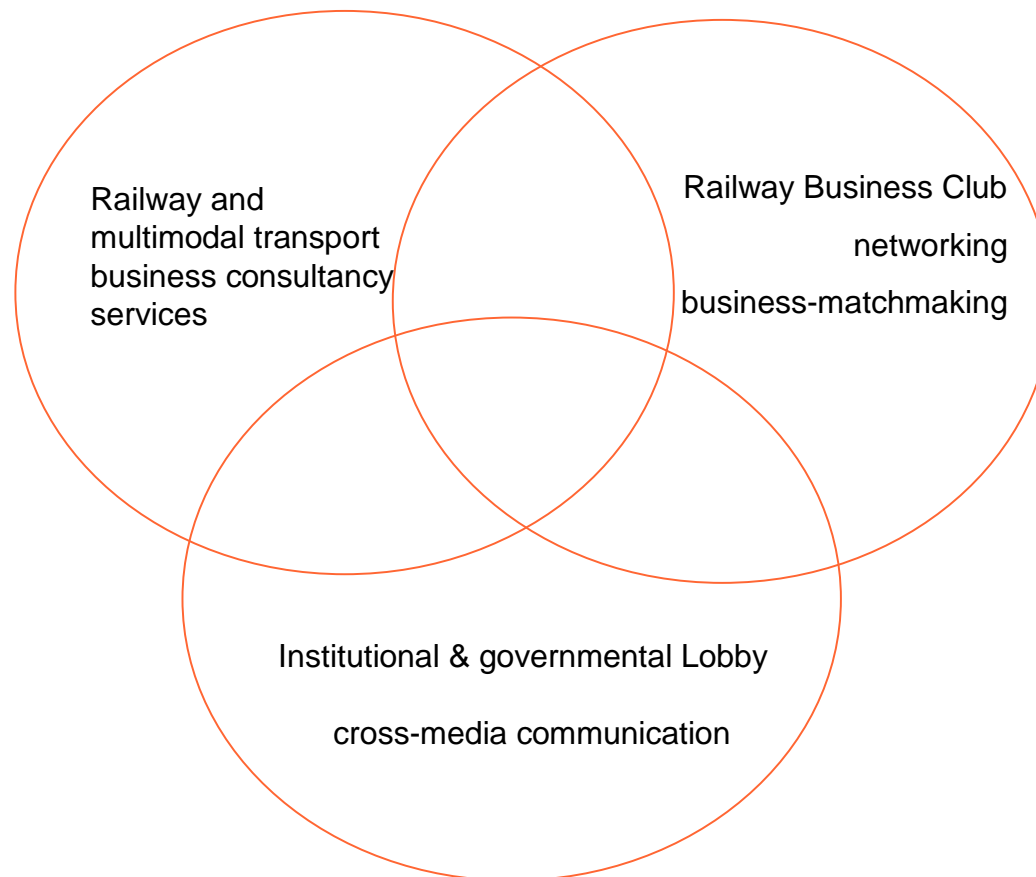 Railway and
multimodal transport
business consultancy
services
Railway Business Club
networking
business-matchmaking
Institutional & governmental Lobby
cross-media communication